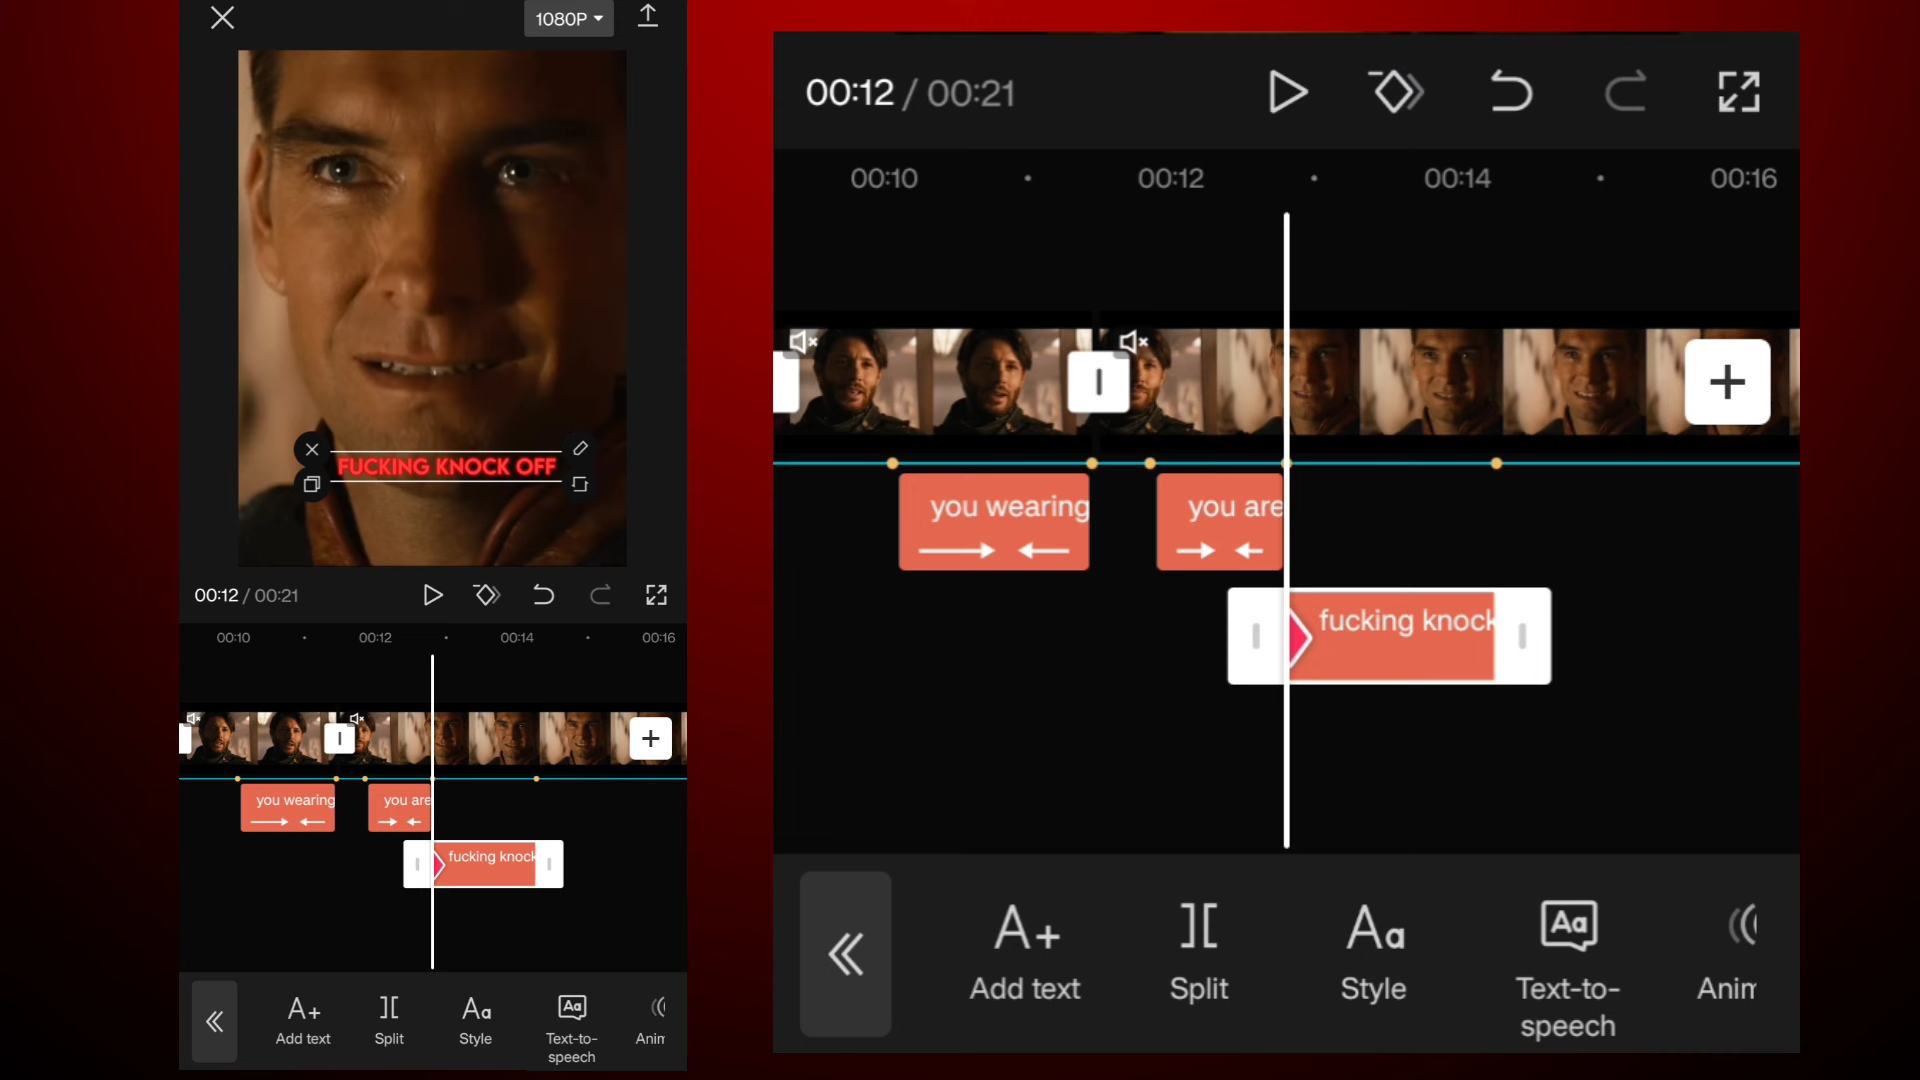 1080P
FUCKING KNOCK OFF
00:12 / 00:21
00:10 00:12 00:14 00:16
you wearing you are
fucking knock
Add text Split Style Text-to-speech Anim
00:12 / 00:21
00:10 00:12 00:14 00:16
you wearing you are
fucking knock
Add text Split Style Text-to-speech Anim